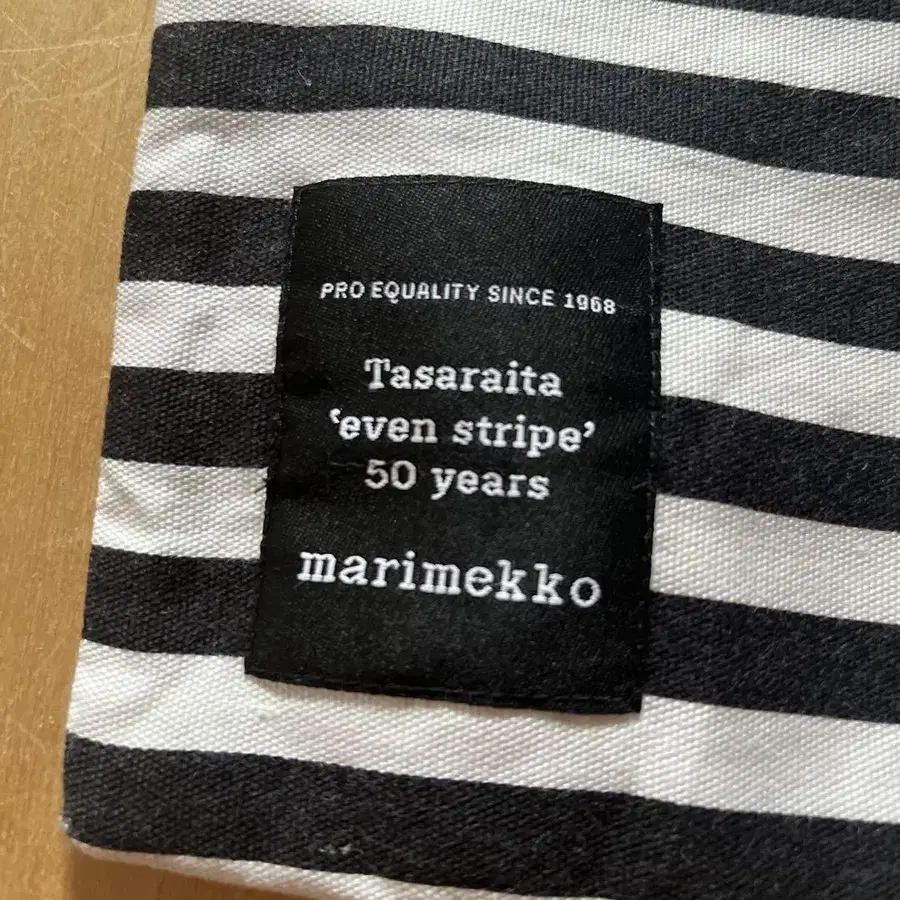 PRO EQUALITY SINCE 1968
Tasaraita
‘even stripe’
50 years
marimekko